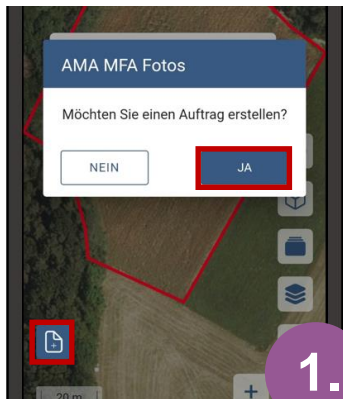 AMA MFA Fotos
Möchten Sie einen Auftrag erstellen?
NEIN
JA
20 m
+
1.